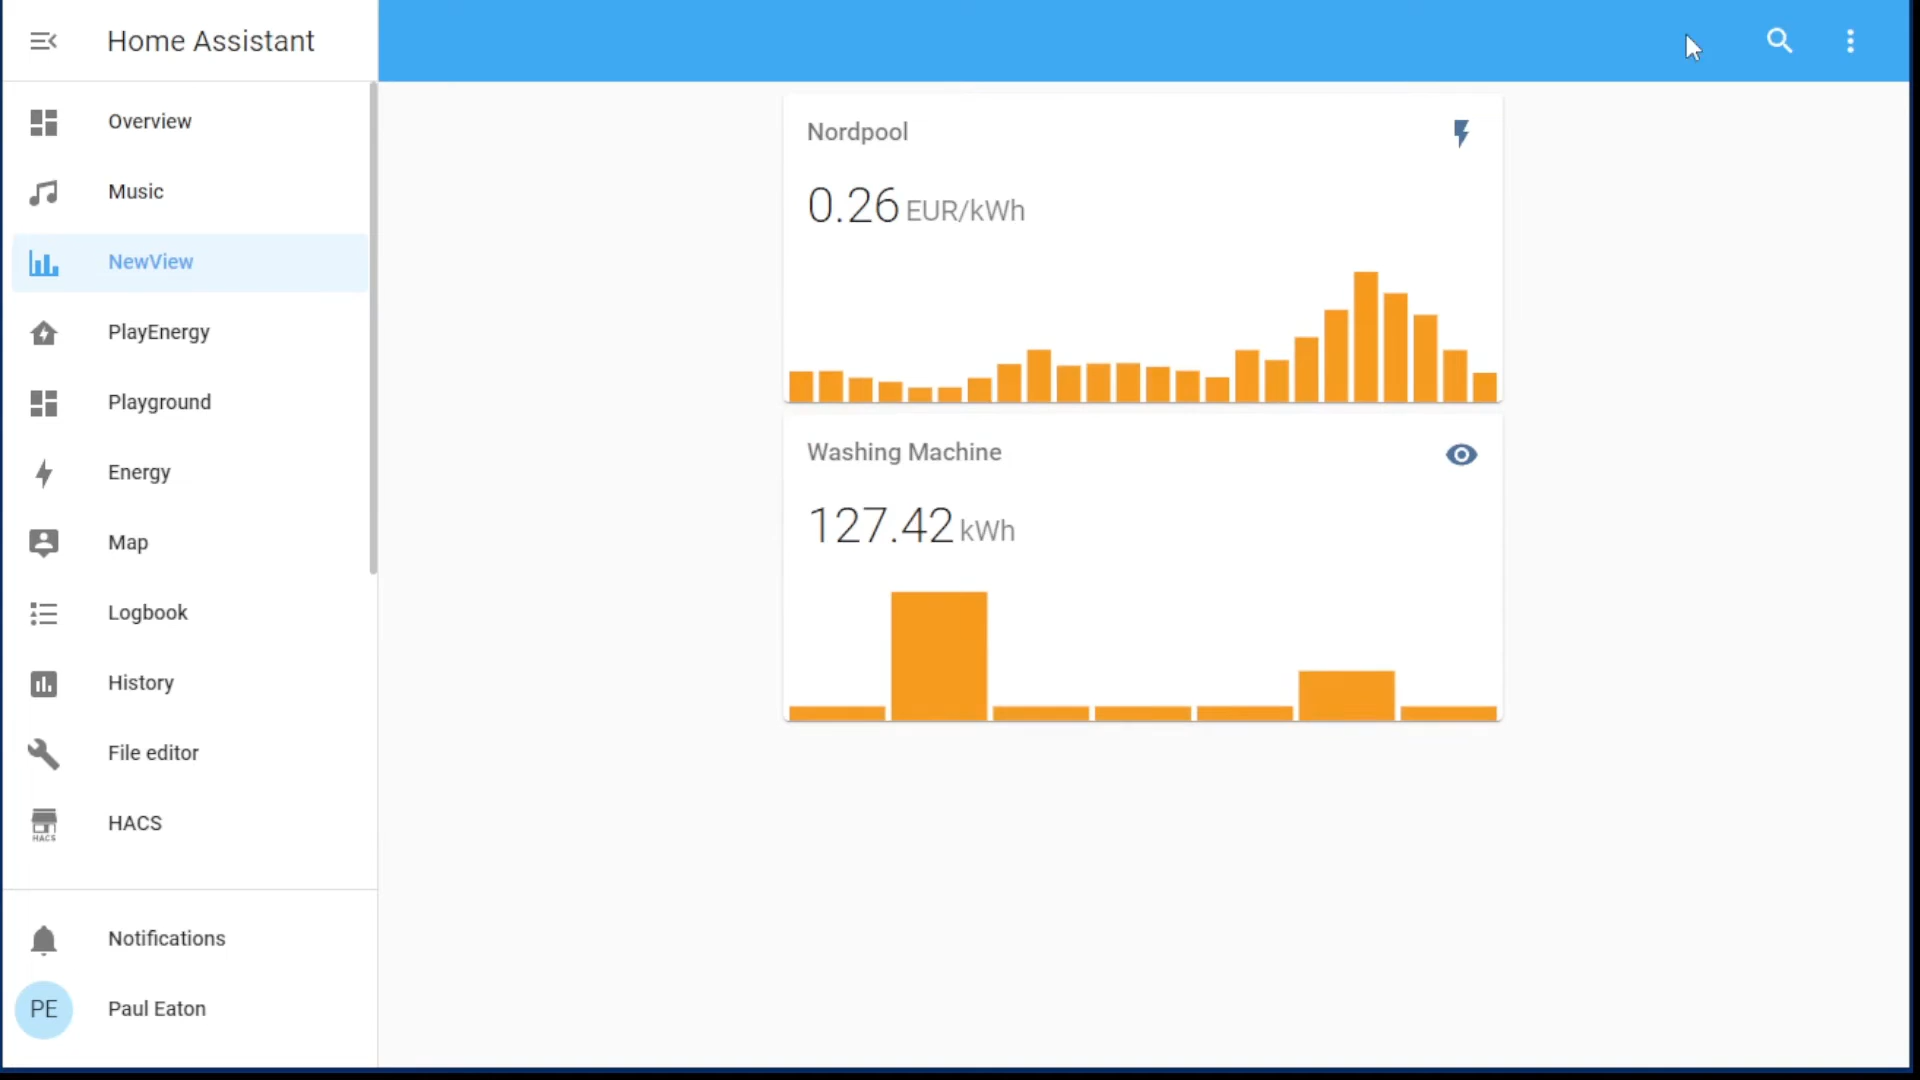 Home Assistant
Overview
Music
NewView
PlayEnergy
Playground
Energy
Map
Logbook
History
File editor
HACS
HACS
Notifications
PE
Paul Eaton
Nordpool
0.26 EUR/kWh
Washing Machine
127.42 kWh